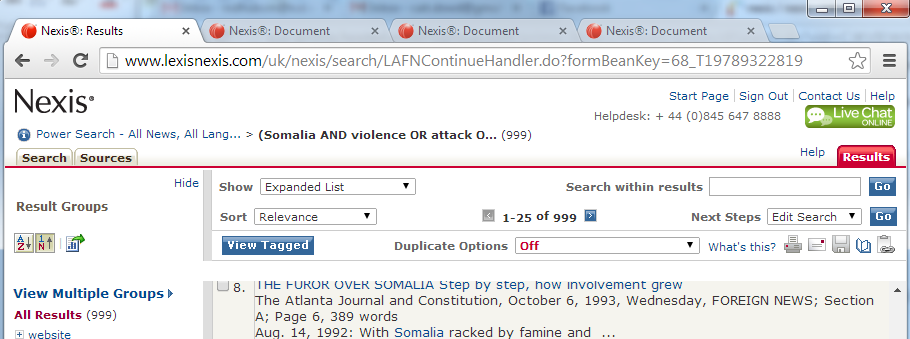 Nexis®: Results
Nexis®: Document
Nexis®: Document
Nexis®: Document
www.lexisnexis.com/uk/nexis/search/LAFNContinueHandler.do?formBeanKey=68_T19789322819
Nexis®
Start Page | Sign Out | Contact Us | Help
Helpdesk: + 44 (0)845 647 8888
Live Chat
ONLINE
Power Search - All News, All Lang... > (Somalia AND violence OR attack O... (999)
Search
Sources
Help
Results
Hide
Show
Expanded List
Search within results
Go
Result Groups
Sort
Relevance
1-25 of 999
Next Steps
Edit Search
Go
View Tagged
Duplicate Options
Off
What's this?
View Multiple Groups
All Results (999)
website
8. THE FUROR OVER SOMALIA Step by step, how involvement grew
The Atlanta Journal and Constitution, October 6, 1993, Wednesday, FOREIGN NEWS; Section
A; Page 6, 389 words
Aug. 14, 1992: With Somalia racked by famine and ...